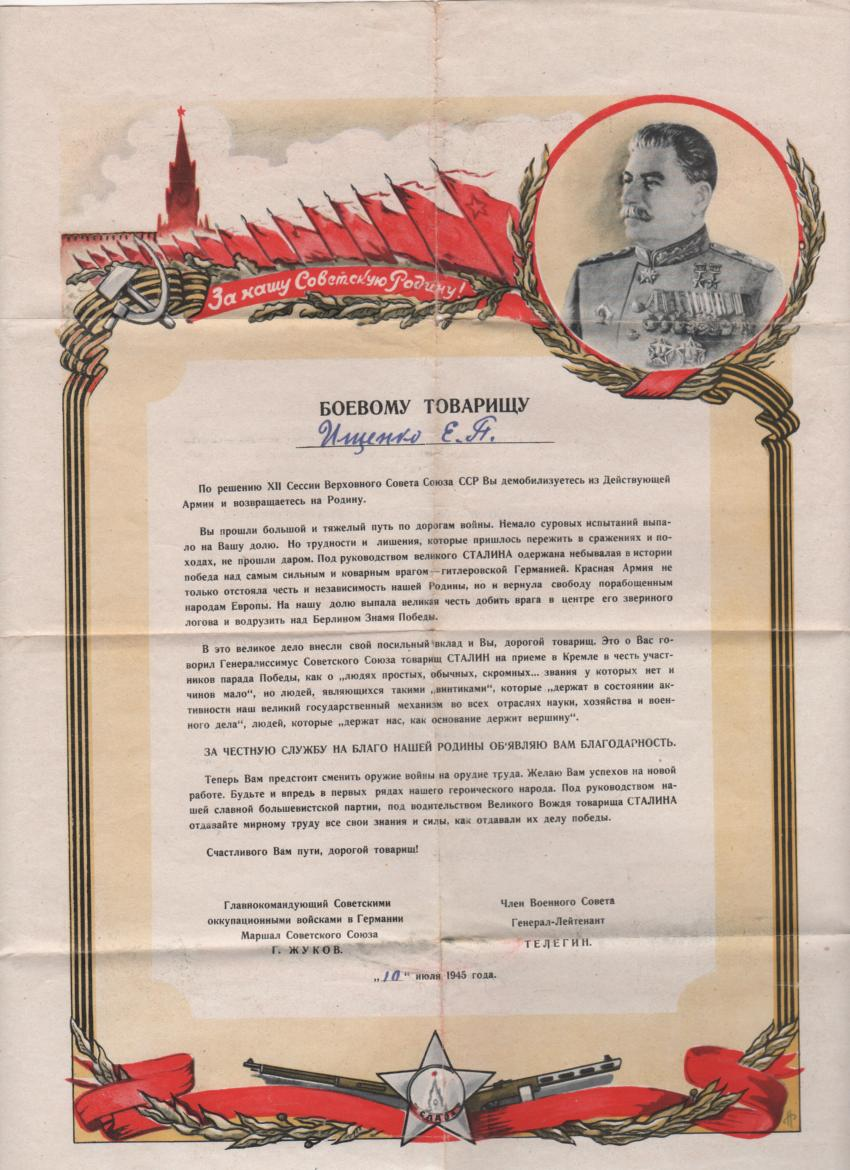 За нашу Советскую Родину!
БОЕВОМУ ТОВАРИЩУ
Ищенко Е. П.
По решению XII Сессии Верховного Совета Союза ССР Вы демобилизуетесь из Действующей
Армии и возвращаетесь на Родину.
Вы прошли большой и тяжелый путь по дорогам войны. Немало суровых испытаний выпа-
ло на Вашу долю. Но трудности и лишения, которые пришлось пережить в сражениях и по-
ходах, не прошли даром. Под руководством великого СТАЛИНА одержана небывалая в истории
победа над самым сильным и коварным врагом—гитлеровской Германией. Красная Армия не
только отстояла честь и независимость нашей Родины, но и вернула свободу порабощенным
народам Европы. На нашу долю выпала великая честь добить врага в центре его звериного
логова и водрузить над Берлином Знамя Победы.
В это великое дело внесли свой посильный вклад и Вы, дорогой товарищ. Это о Вас го-
ворил Генералиссимус Советского Союза товарищ СТАЛИН на приеме в Кремле в честь участ-
ников парада Победы, как о „людях простых, обычных, скромных... звания у которых нет и
чинов мало“, но людей, являющихся такими „винтиками“, которые „держат в состоянии ак-
тивности наш великий государственный механизм во всех отраслях науки, хозяйства и воен-
ного дела“, людей, которые „держат нас, как основание держит вершину“.
ЗА ЧЕСТНУЮ СЛУЖБУ НА БЛАГО НАШЕЙ РОДИНЫ ОБ'ЯВЛЯЮ ВАМ БЛАГОДАРНОСТЬ.
Теперь Вам предстоит сменить оружие войны на орудие труда. Желаю Вам успехов на новой
работе. Будьте и впредь в первых рядах нашего героического народа. Под руководством на-
шей славной большевистской партии, под водительством Великого Вождя товарища СТАЛИНА
отдавайте мирному труду все свои знания и силы, как отдавали их делу победы.
Счастливого Вам пути, дорогой товарищ!
Главнокомандующий Советскими
оккупационными войсками в Германии
Маршал Советского Союза
Г. ЖУКОВ.
Член Военного Совета
Генерал-Лейтенант
ТЕЛЕГИН.
„10“ июля 1945 года.
СЛАВА